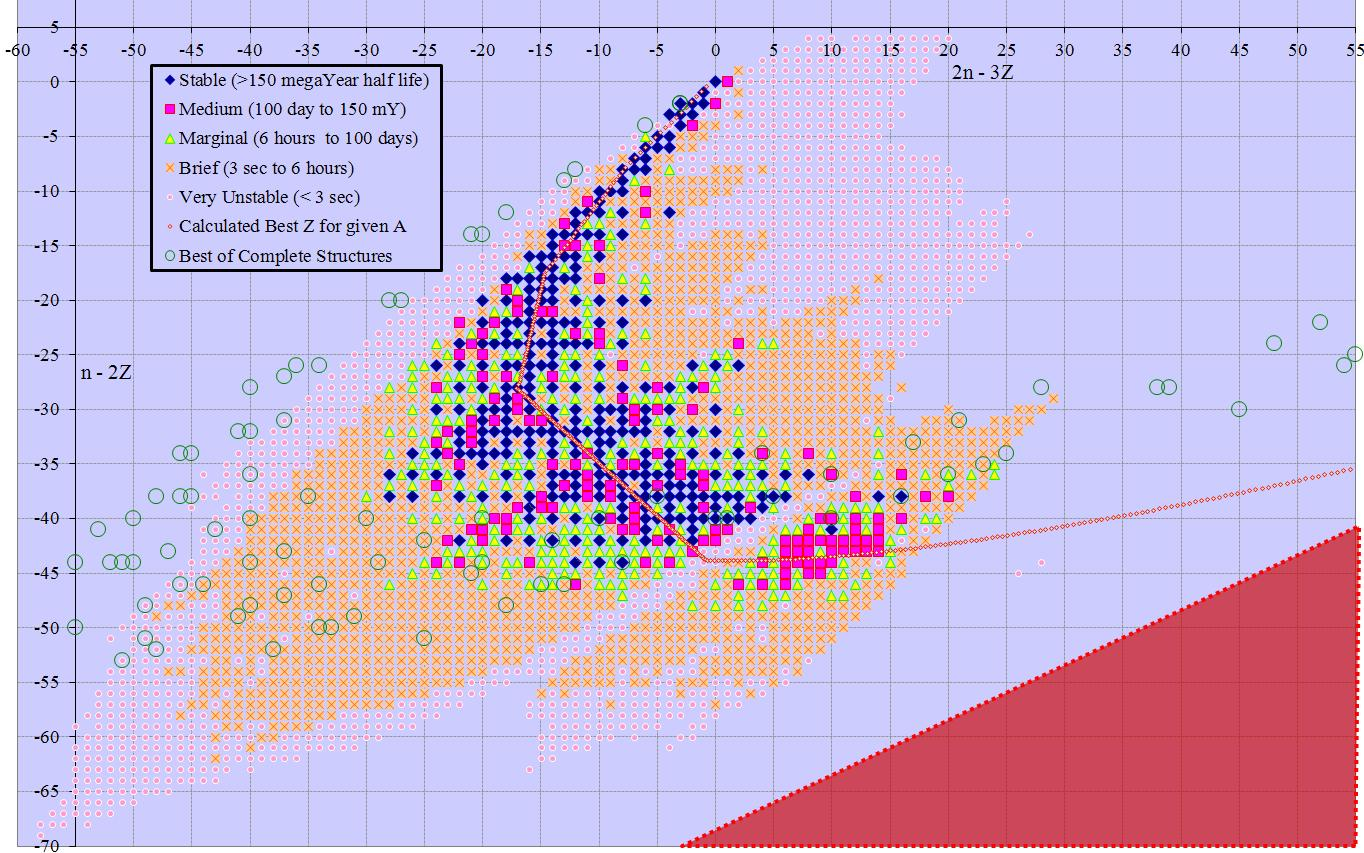 5
-60 -55 -50 -45 -40 -35 -30 -25 -20 -15 -10 -5 0 5 10 15 20 25 30 35 40 45 50 55
2n - 3Z
Stable (>150 megaYear half life)
Medium (100 day to 150 mY)
Marginal (6 hours to 100 days)
Brief (3 sec to 6 hours)
Very Unstable (< 3 sec)
Calculated Best Z for given A
Best of Complete Structures
0
-5
-10
-15
-20
-25
n - 2Z
-30
-35
-40
-45
-50
-55
-60
-65
-70